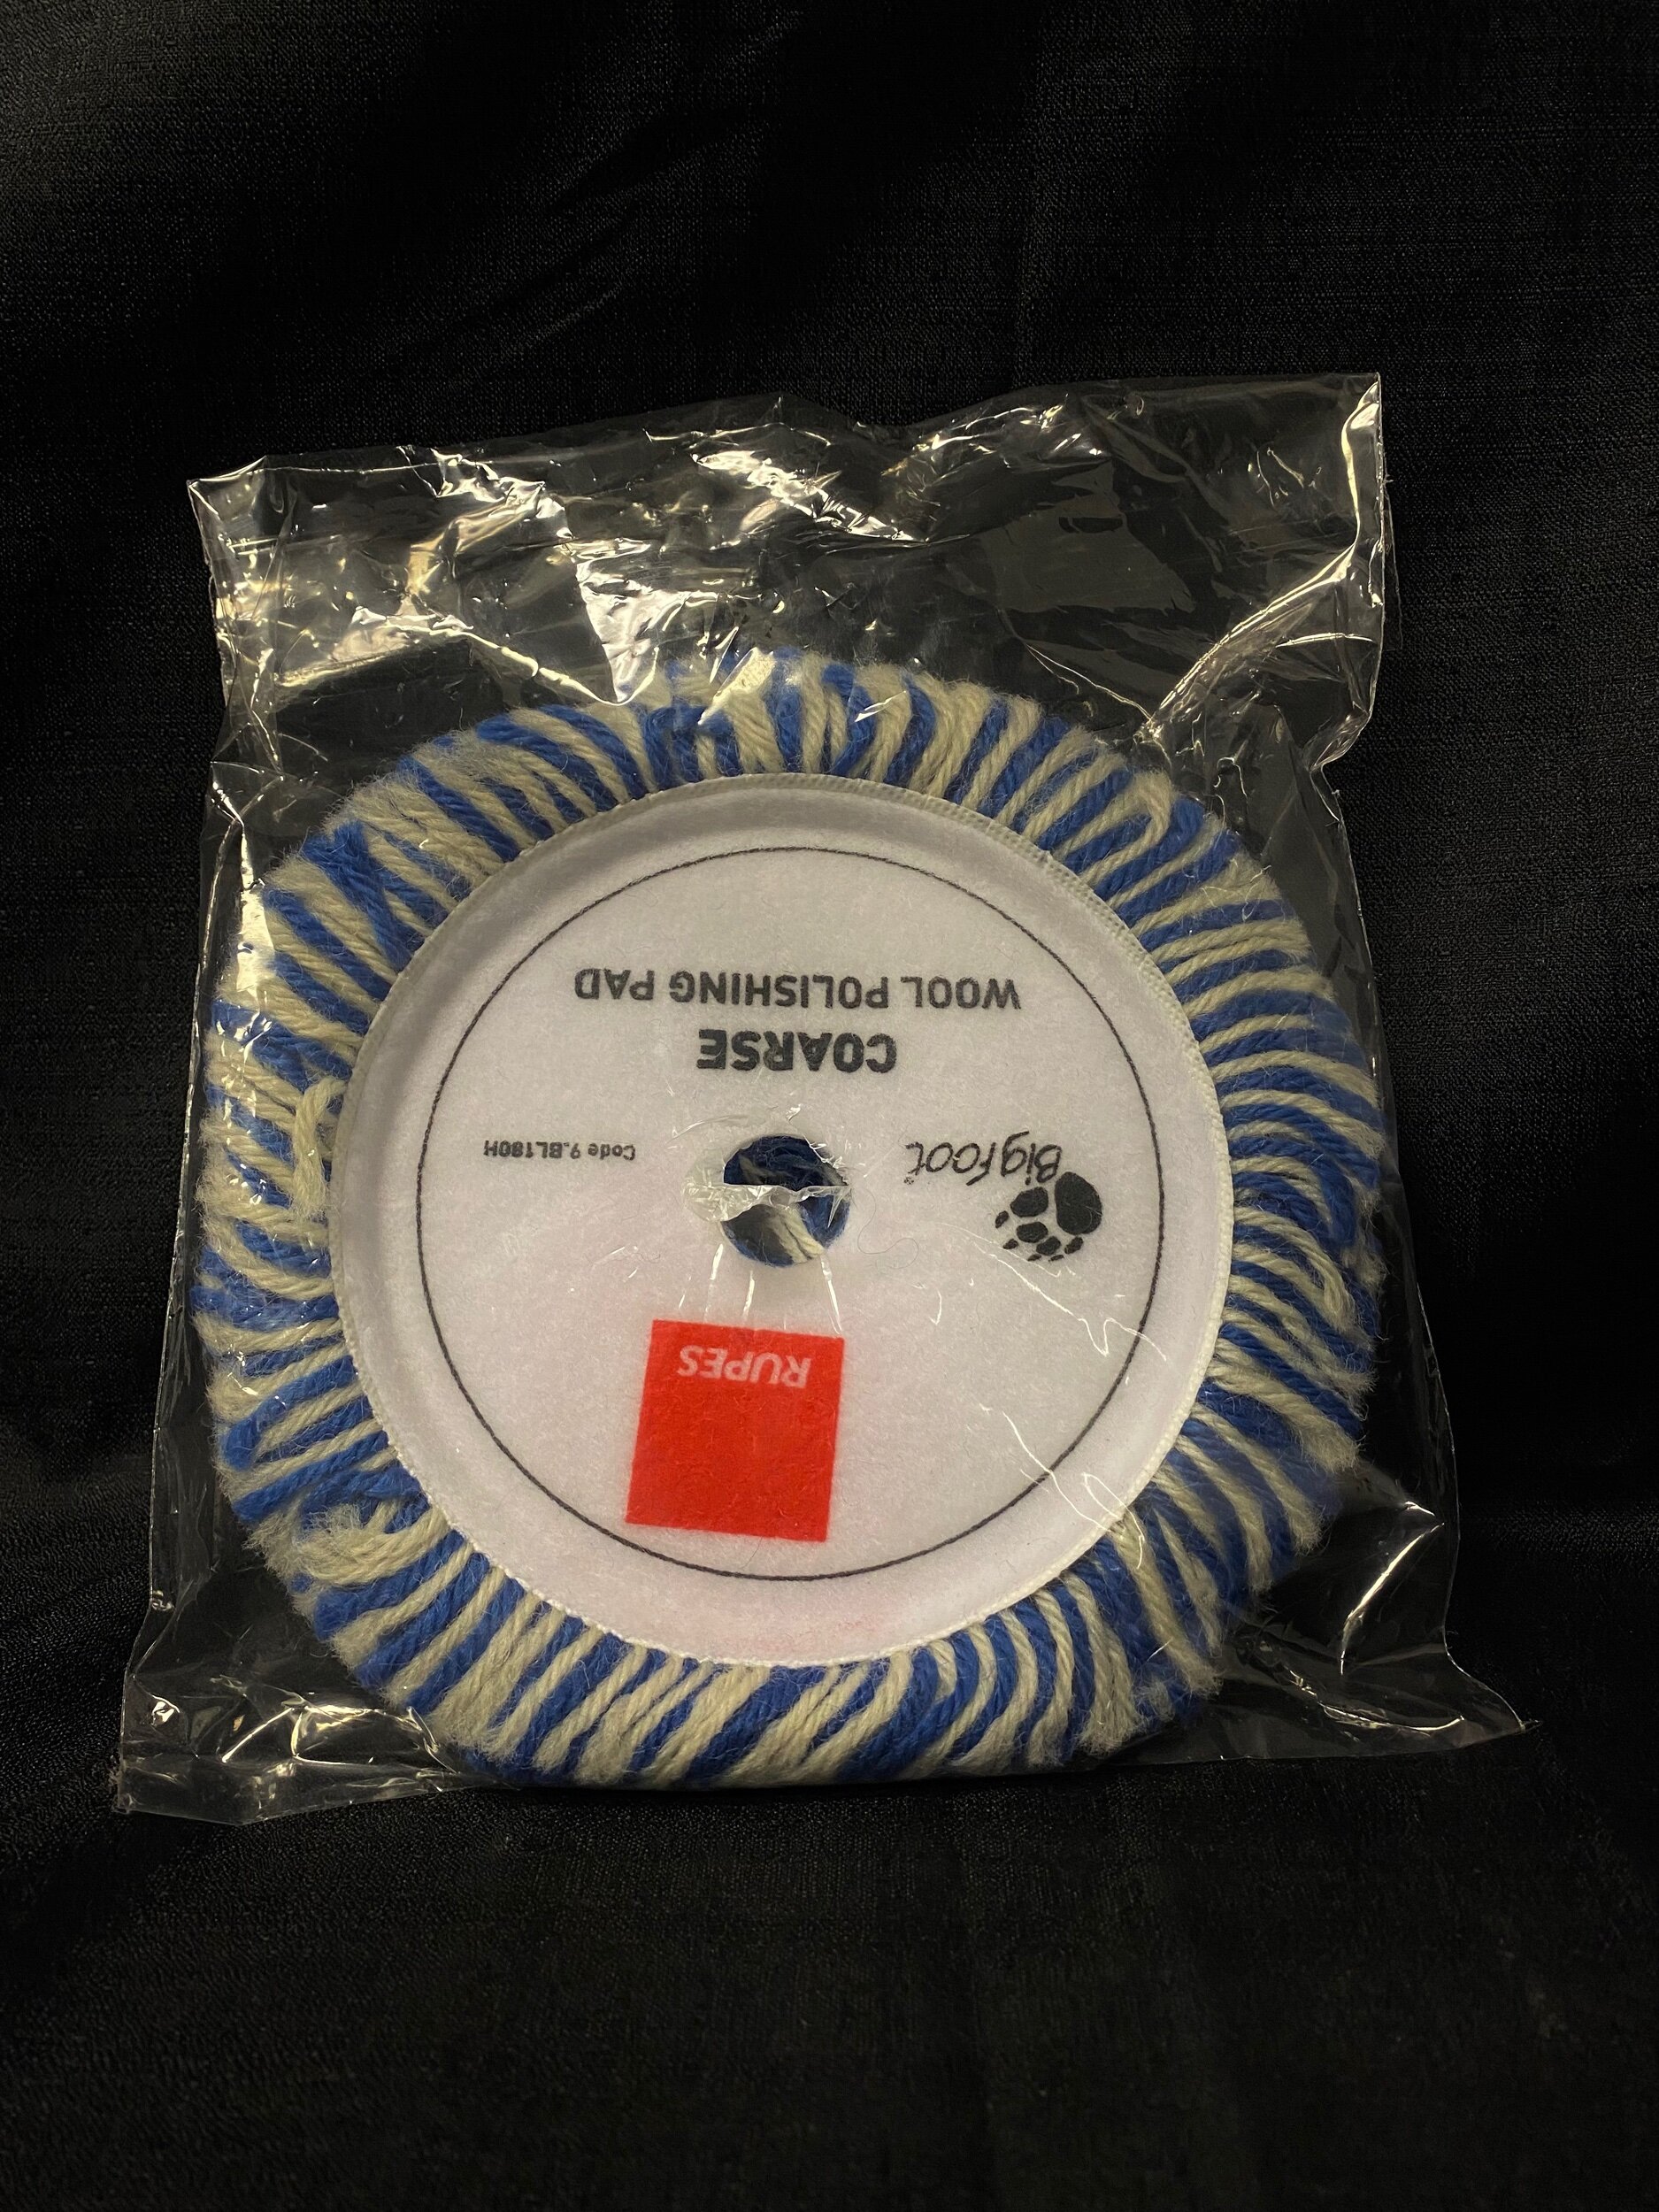 RUPES
Bigfoot
Code 9.BL180H
COARSE
WOOL POLISHING PAD